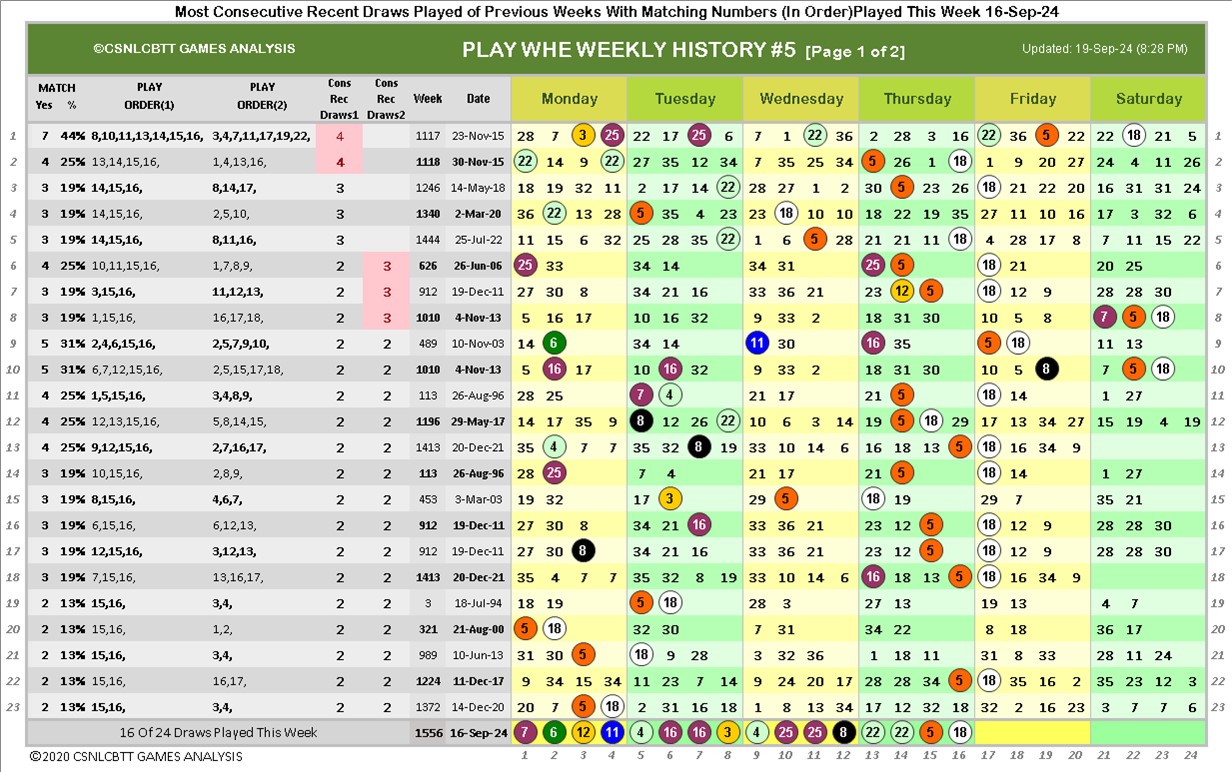 Most Consecutive Recent Draws Played of Previous Weeks With Matching Numbers (In Order)Played This Week 16-Sep-24
©CSNLCBTT GAMES ANALYSIS PLAY WHE WEEKLY HISTORY #5 [Page 1 of 2] Updated: 19-Sep-24 (8:28 PM)
MATCH Yes % PLAY ORDER(1) PLAY ORDER(2) Cons Rec Draws1 Cons Rec Draws2 Week Date Monday Tuesday Wednesday Thursday Friday Saturday
1 7 44% 8,10,11,13,14,15,16, 3,4,7,11,17,19,22, 4 1117 23-Nov-15 28 7 3 25 22 17 25 6 7 1 11 36 2 28 3 16 22 36 5 22 22 18 21 5 1
2 4 25% 13,14,15,16, 1,4,13,16, 4 1118 30-Nov-15 22 14 9 22 27 35 12 34 7 35 25 34 5 26 1 18 1 9 20 27 24 4 11 26 2
3 3 19% 14,15,16, 8,14,17, 3 1246 14-May-18 18 19 32 11 2 17 14 22 28 27 1 2 30 5 23 26 18 21 22 20 16 31 31 24 3
4 3 19% 14,15,16, 2,5,10, 3 1340 2-Mar-20 36 22 13 28 5 35 4 23 23 18 10 10 18 22 19 35 27 11 10 16 17 3 32 6 4
5 3 19% 14,15,16, 8,11,16, 3 1444 25-Jul-22 11 15 6 32 25 28 35 22 1 6 5 28 21 21 11 18 4 28 17 8 7 11 15 22 5
6 4 25% 10,11,15,16, 1,7,8,9, 2 3 626 26-Jun-06 25 33 34 14 34 31 25 5 18 21 20 25 6
7 3 19% 3,15,16, 11,12,13, 2 3 912 19-Dec-11 27 30 8 34 21 16 33 36 21 23 12 5 18 12 9 28 28 30 7
8 3 19% 1,15,16, 16,17,18, 2 3 1010 4-Nov-13 5 16 17 10 16 32 9 33 2 18 31 30 10 5 8 7 5 18 8
9 5 31% 2,4,6,15,16, 2,5,7,9,10, 2 2 489 10-Nov-03 14 6 34 14 11 30 16 35 5 18 11 13 9
10 5 31% 6,7,12,15,16, 2,5,15,17,18, 2 2 1010 4-Nov-13 5 16 17 10 16 32 9 33 2 18 31 30 10 5 8 7 5 18 10
11 4 25% 1,5,15,16, 3,4,8,9, 2 2 113 26-Aug-96 28 25 7 4 21 17 21 5 18 14 1 27 11
12 4 25% 12,13,15,16, 5,8,14,15, 2 2 1196 29-May-17 14 17 35 9 8 12 26 22 10 6 3 14 19 5 18 29 17 13 34 27 15 19 4 19 12
13 4 25% 9,12,15,16, 2,7,16,17, 2 2 1413 20-Dec-21 35 4 7 7 35 32 8 19 33 10 14 6 16 18 13 5 18 16 34 9 13
14 3 19% 10,15,16, 2,8,9, 2 2 113 26-Aug-96 28 25 7 4 21 17 21 5 18 14 1 27 14
15 3 19% 8,15,16, 4,6,7, 2 2 453 3-Mar-03 19 32 17 3 29 5 18 19 29 7 35 21 15
16 3 19% 6,15,16, 6,12,13, 2 2 912 19-Dec-11 27 30 8 34 21 16 33 36 21 23 12 5 18 12 9 28 28 30 16
17 3 19% 12,15,16, 3,12,13, 2 2 912 19-Dec-11 27 30 8 34 21 16 33 36 21 23 12 5 18 12 9 28 28 30 17
18 3 19% 7,15,16, 13,16,17, 2 2 1413 20-Dec-21 35 4 7 7 35 32 8 19 33 10 14 6 16 18 13 5 18 16 34 9 18
19 2 13% 15,16, 3,4, 2 2 3 18-Jul-94 18 19 5 18 28 3 27 13 19 13 4 7 19
20 2 13% 15,16, 1,2, 2 2 321 21-Aug-00 5 18 32 30 7 31 34 22 8 18 36 17 20
21 2 13% 15,16, 3,4, 2 2 989 10-Jun-13 31 30 5 18 9 28 3 32 36 1 18 11 31 8 33 28 11 24 21
22 2 13% 15,16, 16,17, 2 2 1224 11-Dec-17 9 34 15 34 11 23 7 14 9 24 20 17 28 28 34 5 18 35 16 2 35 23 12 3 22
23 2 13% 15,16, 3,4, 2 2 1372 14-Dec-20 20 7 5 18 2 31 16 18 1 8 13 34 17 12 32 18 32 2 16 23 3 7 7 6 23
16 Of 24 Draws Played This Week 1556 16-Sep-24 7 6 12 11 4 16 16 3 4 25 25 8 22 22 5 18
©2020 CSNLCBTT GAMES ANALYSIS 1 2 3 4 5 6 7 8 9 10 11 12 13 14 15 16 17 18 19 20 21 22 23 24